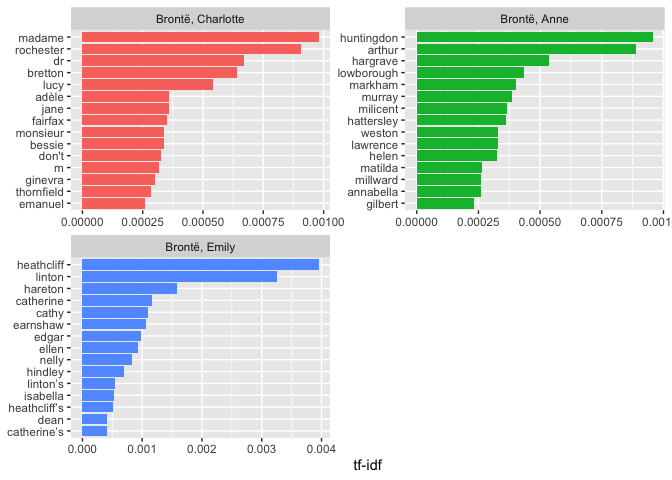 Brontë, Charlotte
madame
rochester
dr
bretton
lucy
adèle
jane
fairfax
monsieur
bessie
don't
m
ginevra
thornfield
emanuel
0.00000 0.00025 0.00050 0.00075 0.00100
Brontë, Anne
huntingdon
arthur
hargrave
lowborough
markham
murray
milicent
hattersley
weston
lawrence
helen
matilda
millward
annabella
gilbert
0.00000 0.00025 0.00050 0.00075 0.001
Brontë, Emily
heathcliff
linton
hareton
catherine
cathy
earnshaw
edgar
ellen
nelly
hindley
linton's
isabella
heathcliff's
dean
catherine's
0.000 0.001 0.002 0.003 0.004
tf-idf